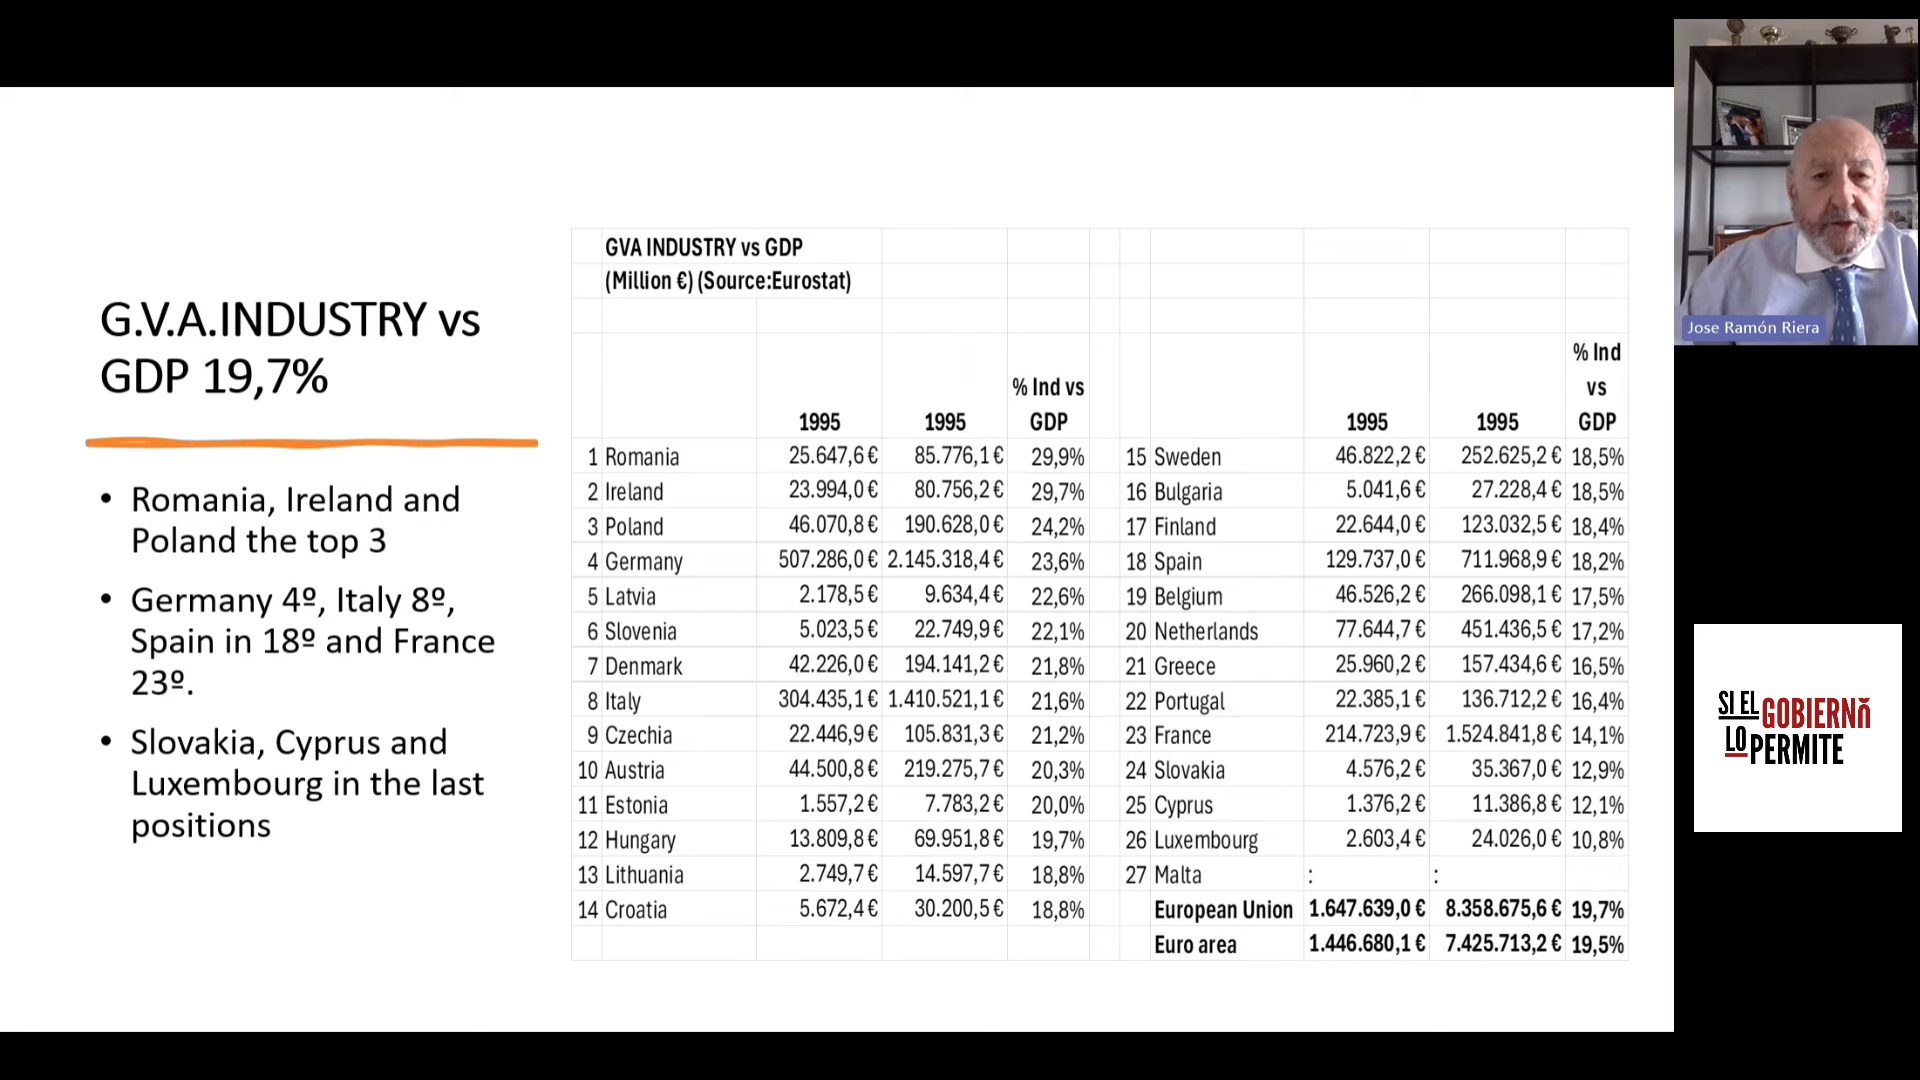 G.V.A.INDUSTRY vs
GDP 19,7%
• Romania, Ireland and
Poland the top 3
• Germany 4º, Italy 8º,
Spain in 18º and France
23º.
• Slovakia, Cyprus and
Luxembourg in the last
positions
GVA INDUSTRY vs GDP
(Million €) (Source:Eurostat)
1995 1995 % Ind vs GDP
1 Romania 25.647,6 € 85.776,1 € 29,9%
2 Ireland 23.994,0 € 80.756,2 € 29,7%
3 Poland 46.070,8 € 190.628,0 € 24,2%
4 Germany 507.286,0 € 2.145.318,4 € 23,6%
5 Latvia 2.178,5 € 9.634,4 € 22,6%
6 Slovenia 5.023,5 € 22.749,9 € 22,1%
7 Denmark 42.226,0 € 194.141,2 € 21,8%
8 Italy 304.435,1 € 1.410.521,1 € 21,6%
9 Czechia 22.446,9 € 105.831,3 € 21,2%
10 Austria 44.500,8 € 219.275,7 € 20,3%
11 Estonia 1.557,2 € 7.783,2 € 20,0%
12 Hungary 13.809,8 € 69.951,8 € 19,7%
13 Lithuania 2.749,7 € 14.597,7 € 18,8%
14 Croatia 5.672,4 € 30.200,5 € 18,8%
1995 1995 % Ind vs GDP
15 Sweden 46.822,2 € 252.625,2 € 18,5%
16 Bulgaria 5.041,6 € 27.228,4 € 18,5%
17 Finland 22.644,0 € 123.032,5 € 18,4%
18 Spain 129.737,0 € 711.968,9 € 18,2%
19 Belgium 46.526,2 € 266.098,1 € 17,5%
20 Netherlands 77.644,7 € 451.436,5 € 17,2%
21 Greece 25.960,2 € 157.434,6 € 16,5%
22 Portugal 22.385,1 € 136.712,2 € 16,4%
23 France 214.723,9 € 1.524.841,8 € 14,1%
24 Slovakia 4.576,2 € 35.367,0 € 12,9%
25 Cyprus 1.376,2 € 11.386,8 € 12,1%
26 Luxembourg 2.603,4 € 24.026,0 € 10,8%
27 Malta : :
European Union 1.647.639,0 € 8.358.675,6 € 19,7%
Euro area 1.446.680,1 € 7.425.713,2 € 19,5%
Jose Ramón Riera
SI EL GOBIERNO
LO PERMITE